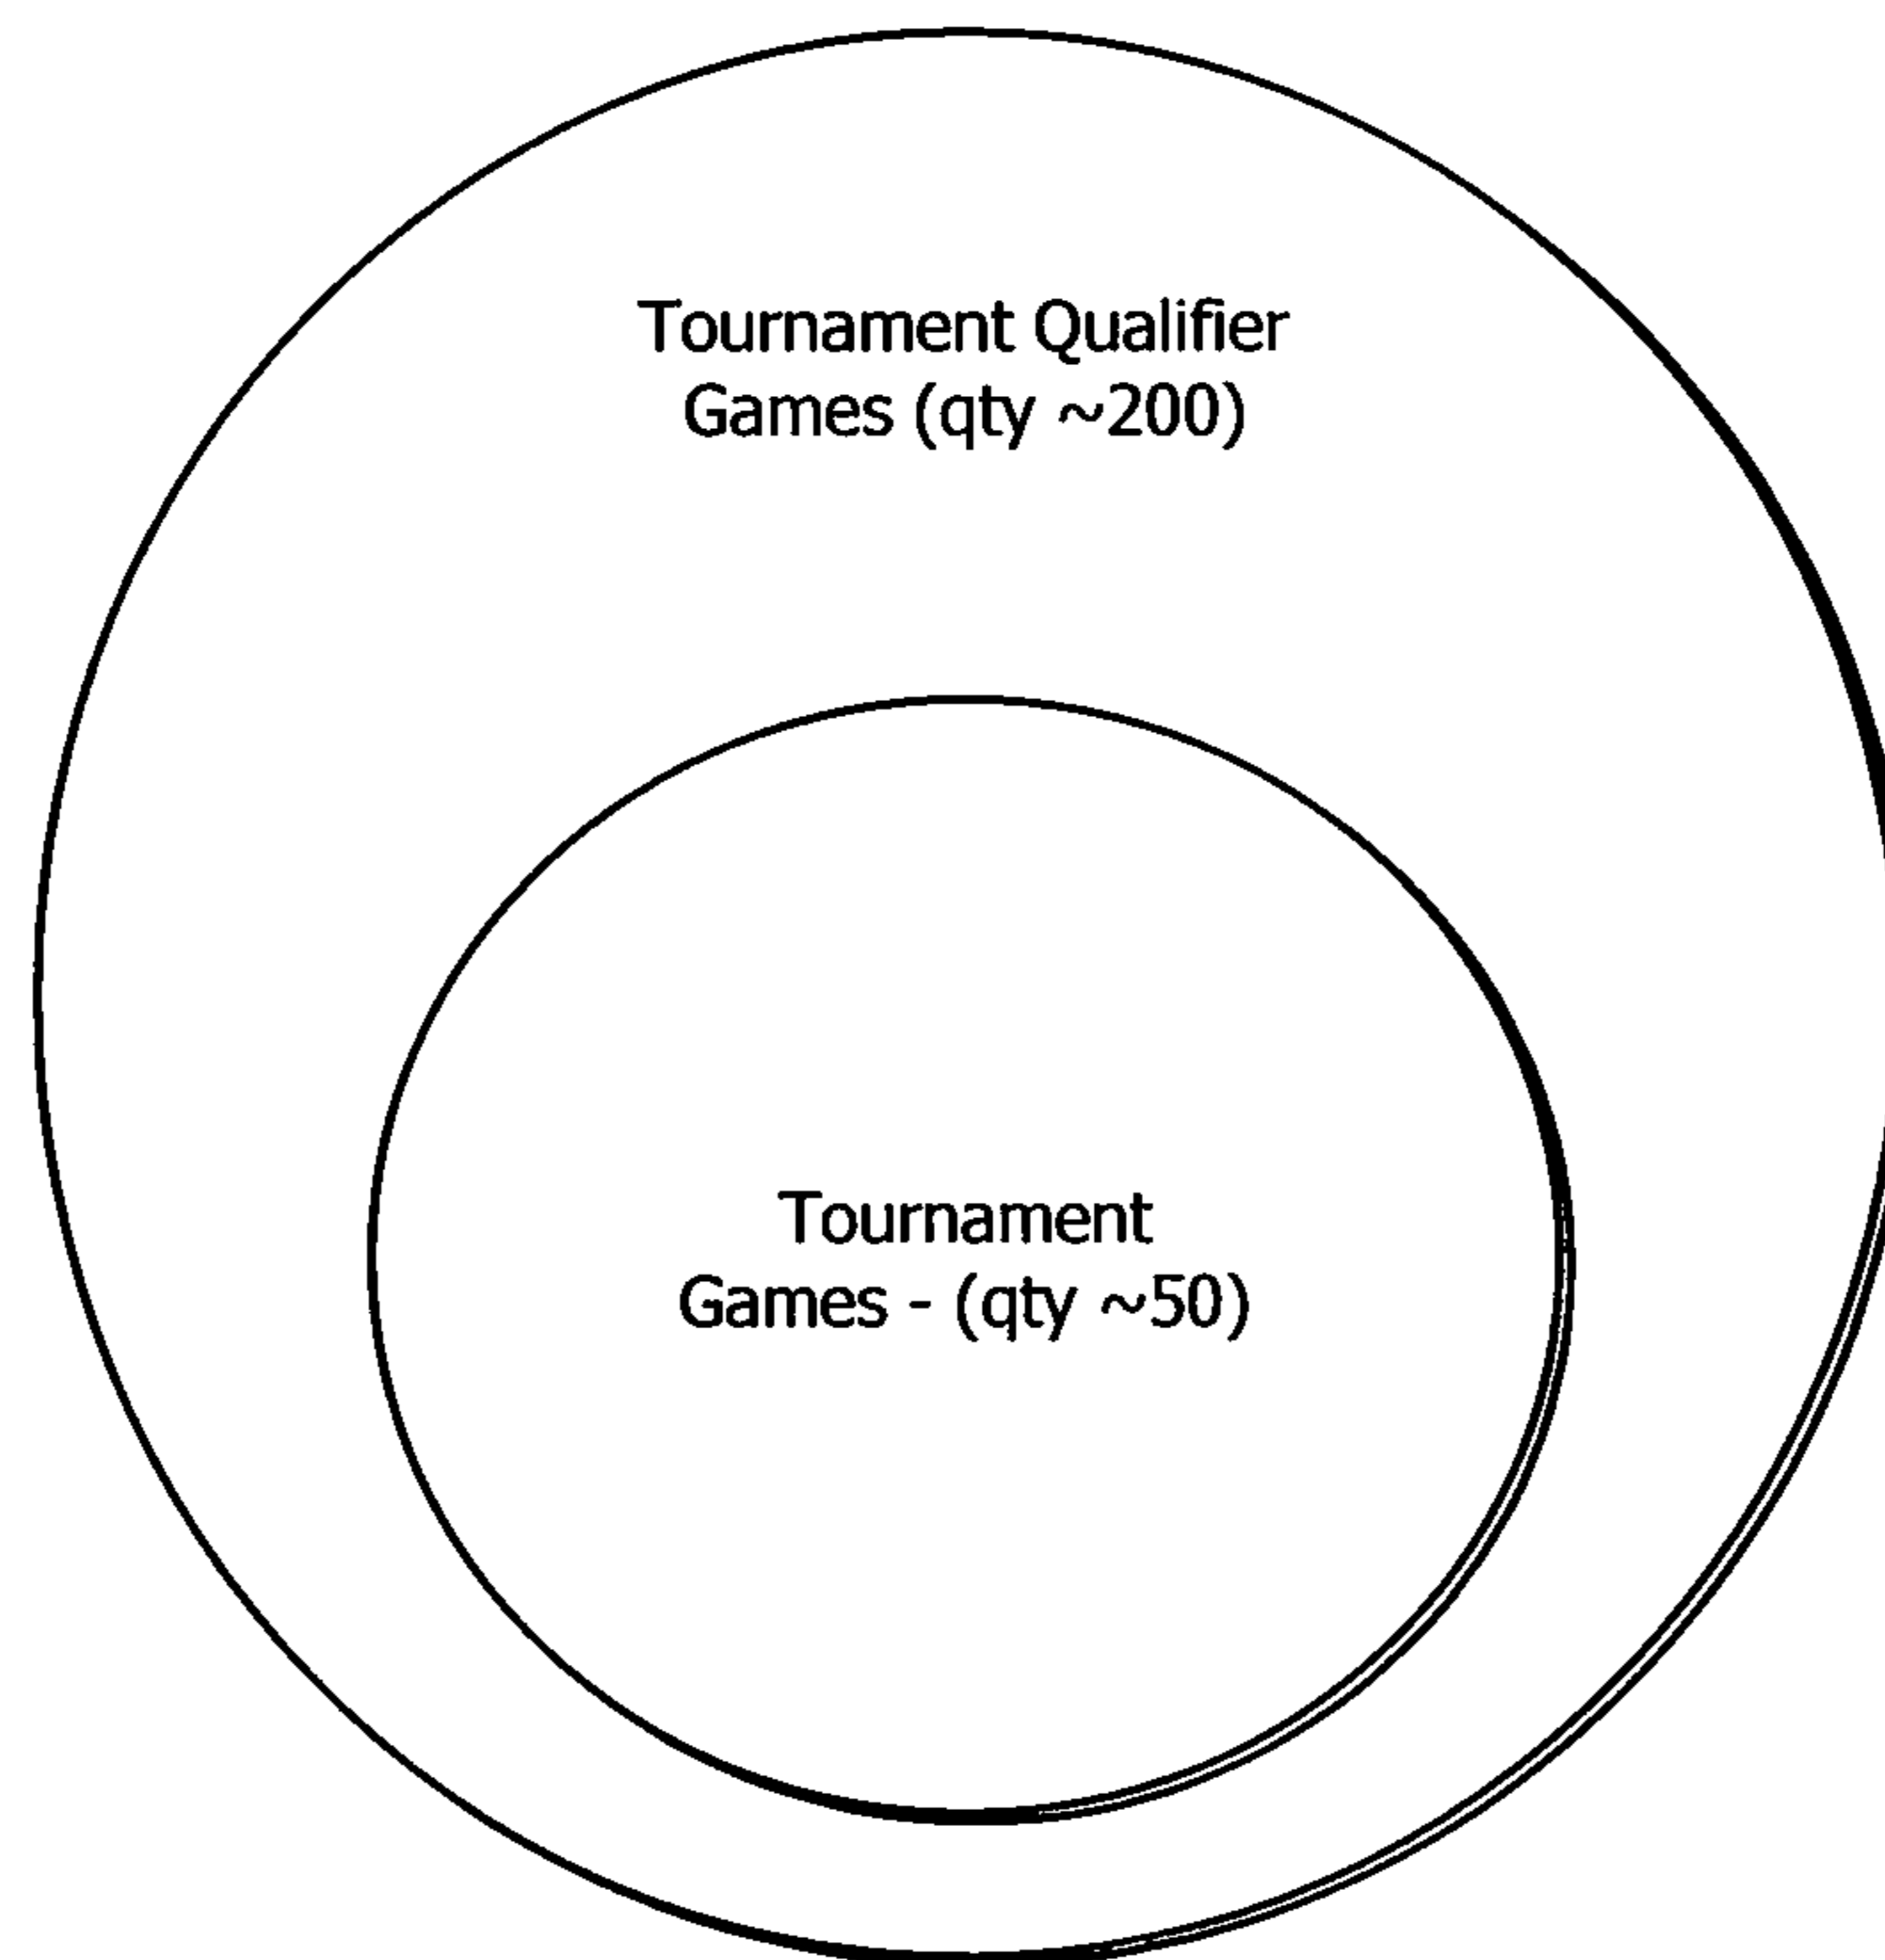 Tournament Qualifier
Games (qty ~200)
Tournament
Games - (qty ~50)